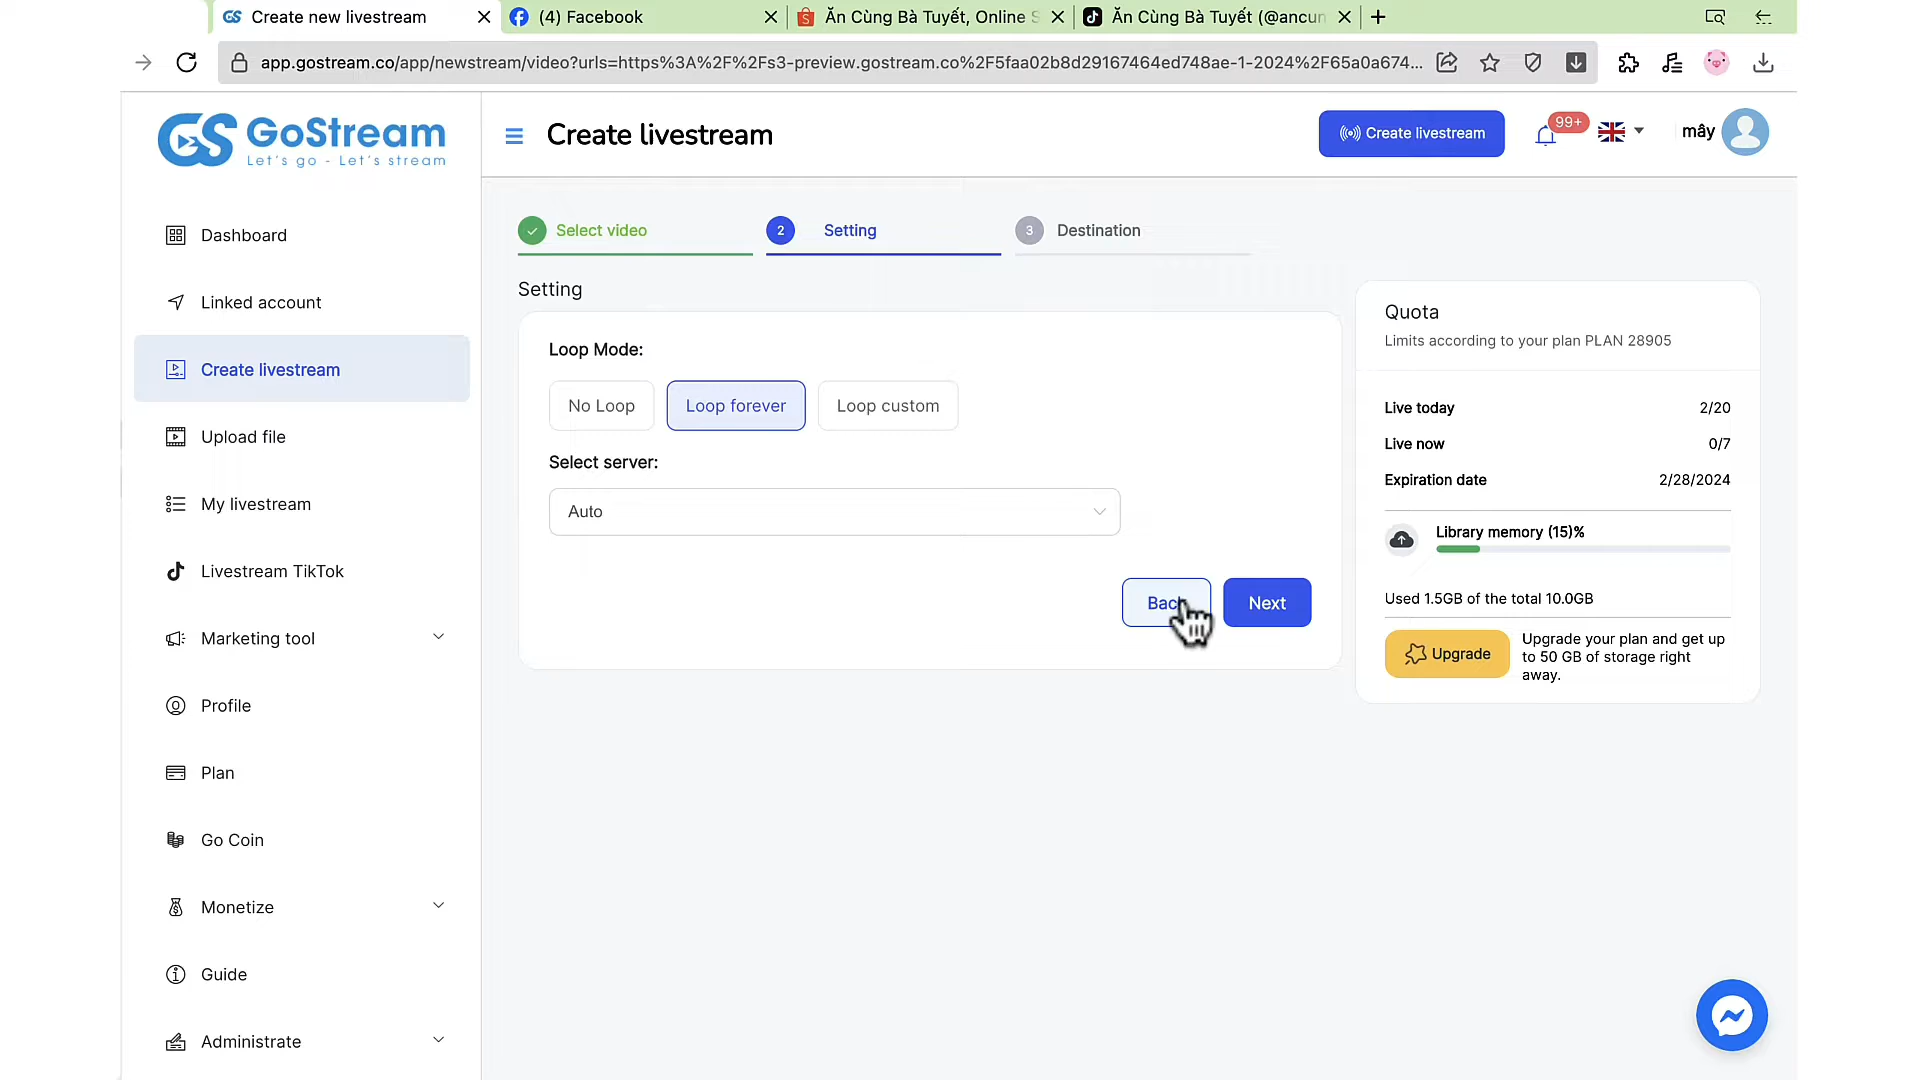 Create new livestream
(4) Facebook
Ăn Cùng Bà Tuyết, Online S
Ăn Cùng Bà Tuyết (@ancun
app.gostream.co/app/newstream/video?urls=https%3A%2F%2Fs3-preview.gostream.co%2F5faa02b8d29167464ed748ae-1-2024%2F65a0a674...
GS GoStream
Let's go - Let's stream
Create livestream
Create livestream
99+
mây
Dashboard
Linked account
Create livestream
Upload file
My livestream
Livestream TikTok
Marketing tool
Profile
Plan
Go Coin
Monetize
Guide
Administrate
Select video
2 Setting
3 Destination
Setting
Loop Mode:
No Loop
Loop forever
Loop custom
Select server:
Auto
Back
Next
Quota
Limits according to your plan PLAN 28905
Live today 2/20
Live now 0/7
Expiration date 2/28/2024
Library memory (15)%
Used 1.5GB of the total 10.0GB
Upgrade
Upgrade your plan and get up
to 50 GB of storage right
away.